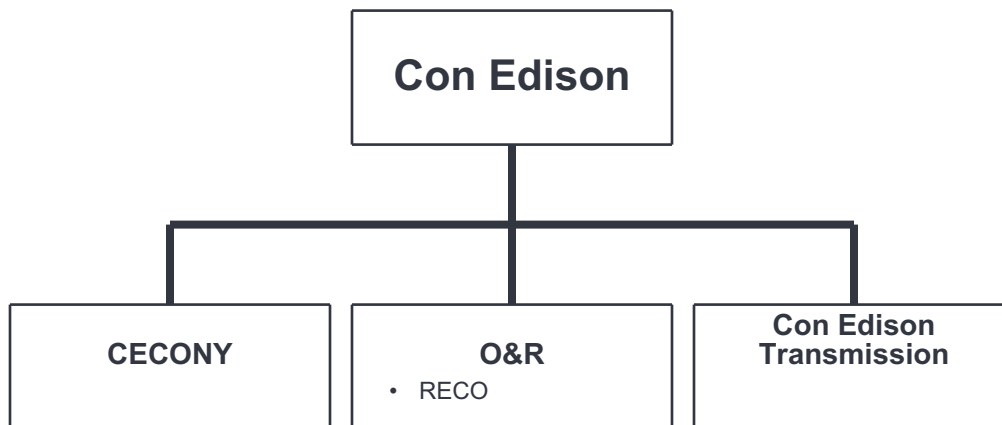 Con Edison
CECONY
O&R
• RECO
Con Edison
Transmission